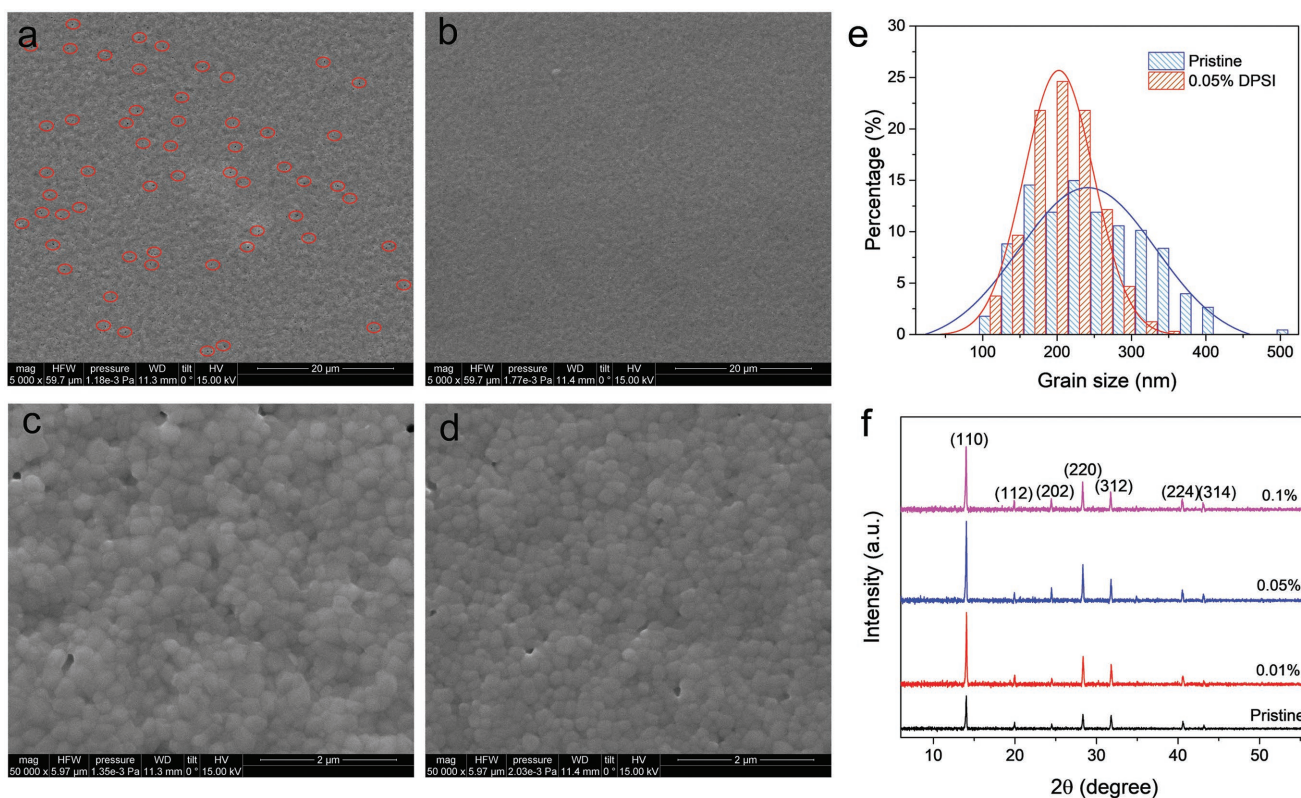 a
mag HFW pressure WD tilt HV
5 000 x 59.7 µm 1.18e-3 Pa 11.3 mm 0 ° 15.00 kV
20 µm
b
mag HFW pressure WD tilt HV
5 000 x 59.7 µm 1.77e-3 Pa 11.4 mm 0 ° 15.00 kV
20 µm
c
mag HFW pressure WD tilt HV
50 000 x 5.97 µm 1.35e-3 Pa 11.3 mm 0 ° 15.00 kV
2 µm
d
mag HFW pressure WD tilt HV
50 000 x 5.97 µm 2.03e-3 Pa 11.4 mm 0 ° 15.00 kV
2 µm
e
Pristine
0.05% DPSI
Percentage (%)
30
25
20
15
10
5
0
100 200 300 400 500
Grain size (nm)
f
(110) (112) (202) (220) (312) (224) (314)
0.1%
0.05%
0.01%
Pristine
Intensity (a.u.)
10 20 30 40 50
2θ (degree)